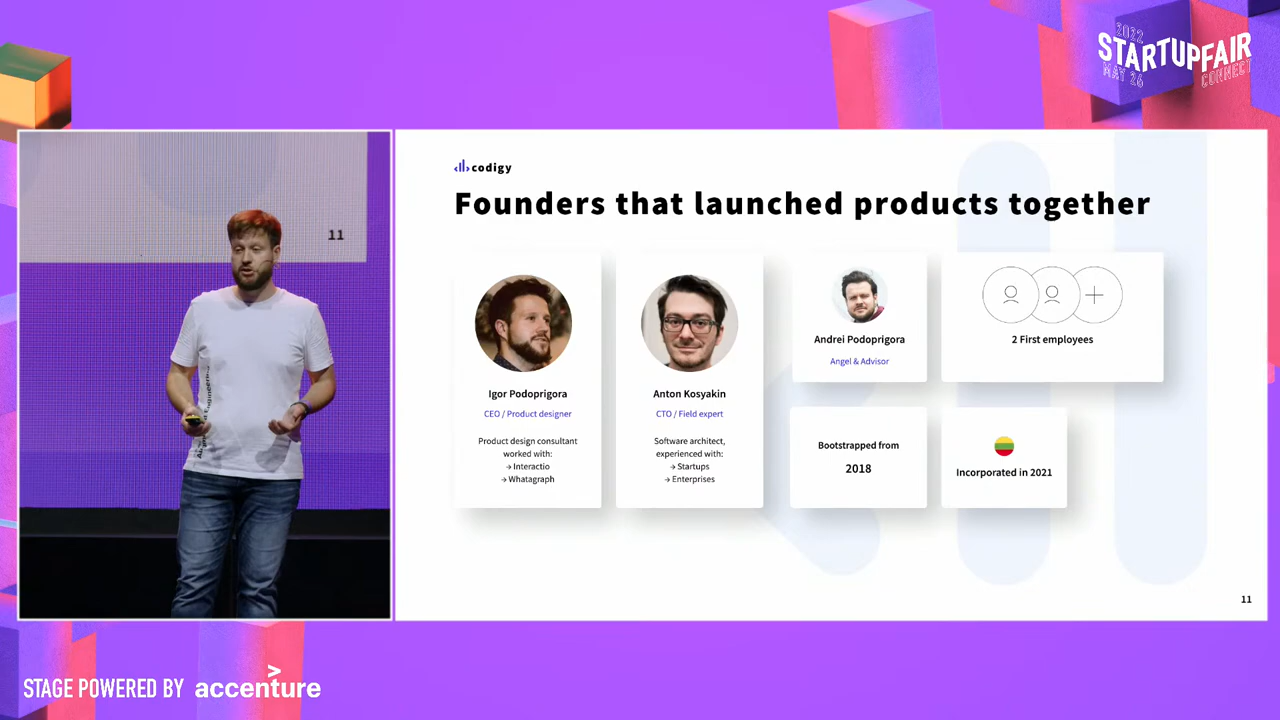 2022
STARTUPFAIR
MAY 26
CONNECT
11
codigy
Founders that launched products together
Igor Podoprigora
CEO / Product designer
Product design consultant
worked with:
→ Interactio
→ Whatagraph
Anton Kosyakin
CTO / Field expert
Software architect,
experienced with:
→ Startups
→ Enterprises
Andrei Podoprigora
Angel & Advisor
2 First employees
Bootstrapped from
2018
Incorporated in 2021
11
STAGE POWERED BY accenture